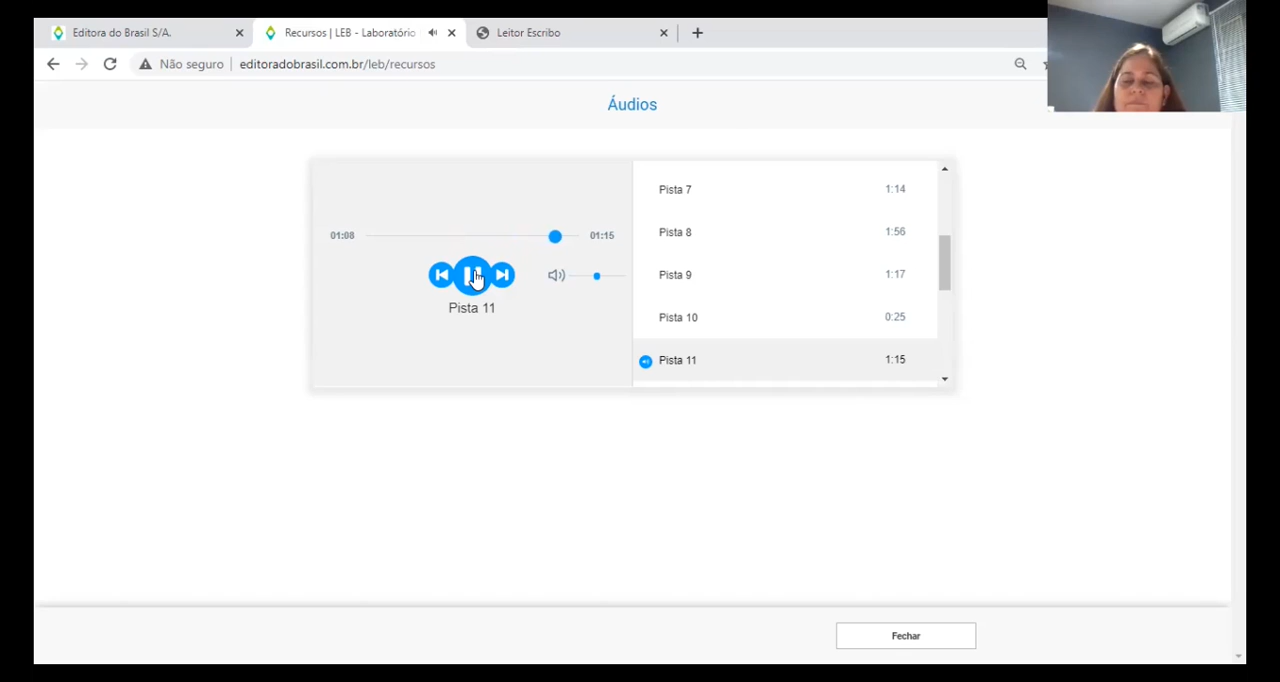 Editora do Brasil S/A.
Recursos | LEB - Laboratório
Leitor Escribo
Não seguro | editoradobrasil.com.br/leb/recursos
Áudios
01:08
01:15
Pista 11
Pista 7 1:14
Pista 8 1:56
Pista 9 1:17
Pista 10 0:25
Pista 11 1:15
Fechar